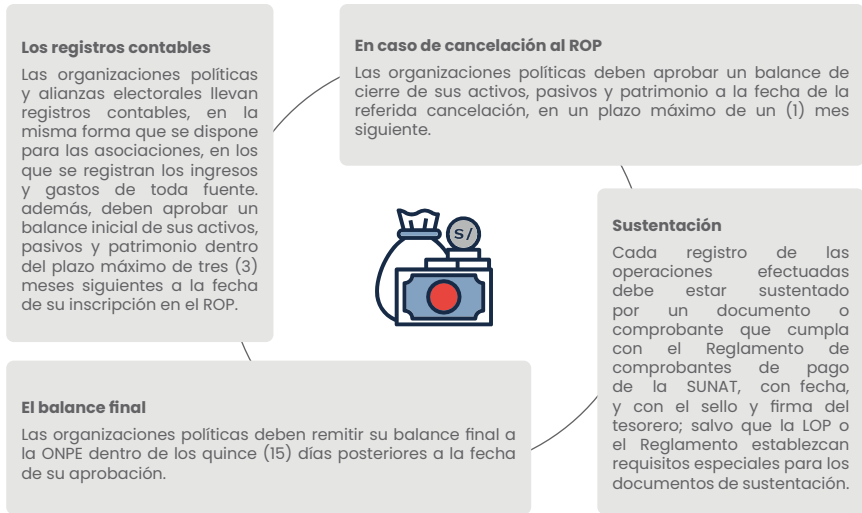 Los registros contables
Las organizaciones políticas
y alianzas electorales llevan
registros contables, en la
misma forma que se dispone
para las asociaciones, en los
que se registran los ingresos
y gastos de toda fuente.
además, deben aprobar un
balance inicial de sus activos,
pasivos y patrimonio dentro
del plazo máximo de tres (3)
meses siguientes a la fecha
de su inscripción en el ROP.
En caso de cancelación al ROP
Las organizaciones políticas deben aprobar un balance de
cierre de sus activos, pasivos y patrimonio a la fecha de la
referida cancelación, en un plazo máximo de un (1) mes
siguiente.
S/
Sustentación
Cada registro de las
operaciones efectuadas
debe estar sustentado
por un documento o
comprobante que cumpla
con el Reglamento de
comprobantes de pago
de la SUNAT, con fecha,
y con el sello y firma del
tesorero; salvo que la LOP o
el Reglamento establezcan
requisitos especiales para los
documentos de sustentación.
El balance final
Las organizaciones políticas deben remitir su balance final a
la ONPE dentro de los quince (15) días posteriores a la fecha
de su aprobación.